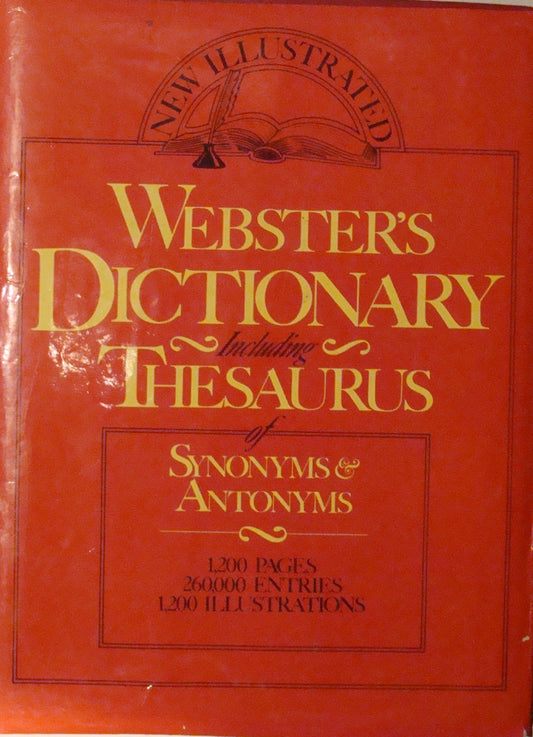 NEW ILLUSTRATED
WEBSTER'S
DICTIONARY
Including
THESAURUS
of
SYNONYMS &
ANTONYMS
1,200 PAGES
260,000 ENTRIES
1,200 ILLUSTRATIONS